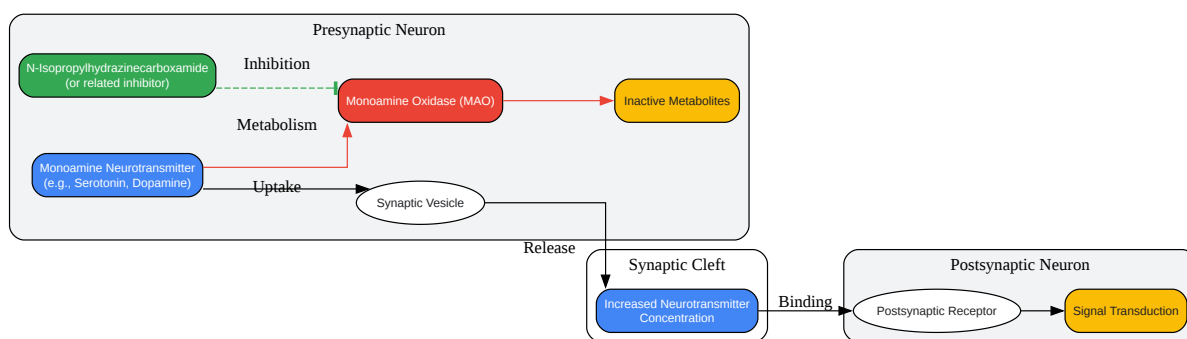 Presynaptic Neuron
N-Isopropylhydrazinecarboxamide
(or related inhibitor)
Inhibition
Monoamine Oxidase (MAO)
Inactive Metabolites
Metabolism
Monoamine Neurotransmitter
(e.g., Serotonin, Dopamine)
Uptake
Synaptic Vesicle
Release
Synaptic Cleft
Increased Neurotransmitter
Concentration
Binding
Postsynaptic Neuron
Postsynaptic Receptor
Signal Transduction